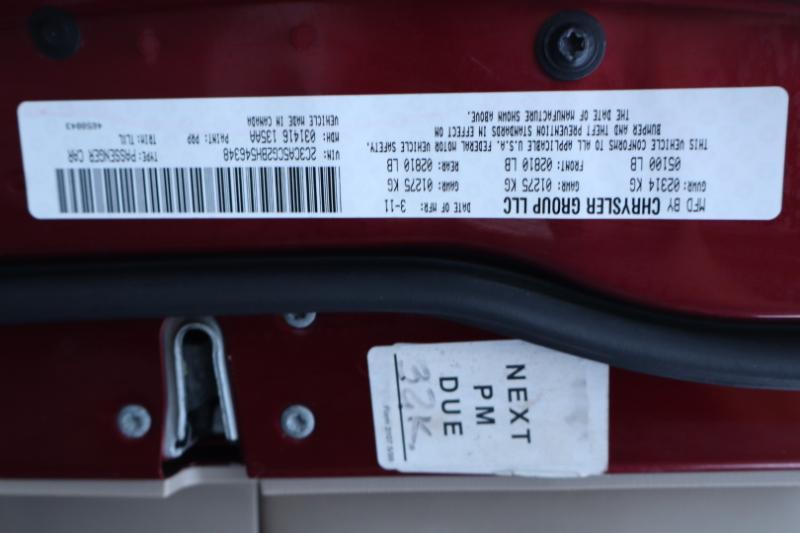 MFD BY CHRYSLER GROUP LLC
DATE OF MFR: 3-11
GVWR: 02314 KG
GAWR: 01275 KG
GAWR: 01275 KG
05100 LB
FRONT: 02810 LB
REAR: 02810 LB
THIS VEHICLE CONFORMS TO ALL APPLICABLE U.S.A. FEDERAL MOTOR VEHICLE SAFETY,
BUMPER AND THEFT PREVENTION STANDARDS IN EFFECT ON
THE DATE OF MANUFACTURE SHOWN ABOVE.
VIN: 2C3CA5CG2BH546348
TYPE: PASSENGER CAR
MDH: 031416 135AA
PAINT: PRP
TRIM: TLXL
VEHICLE MADE IN CANADA
4650043
NEXT
PM
DUE
32K.